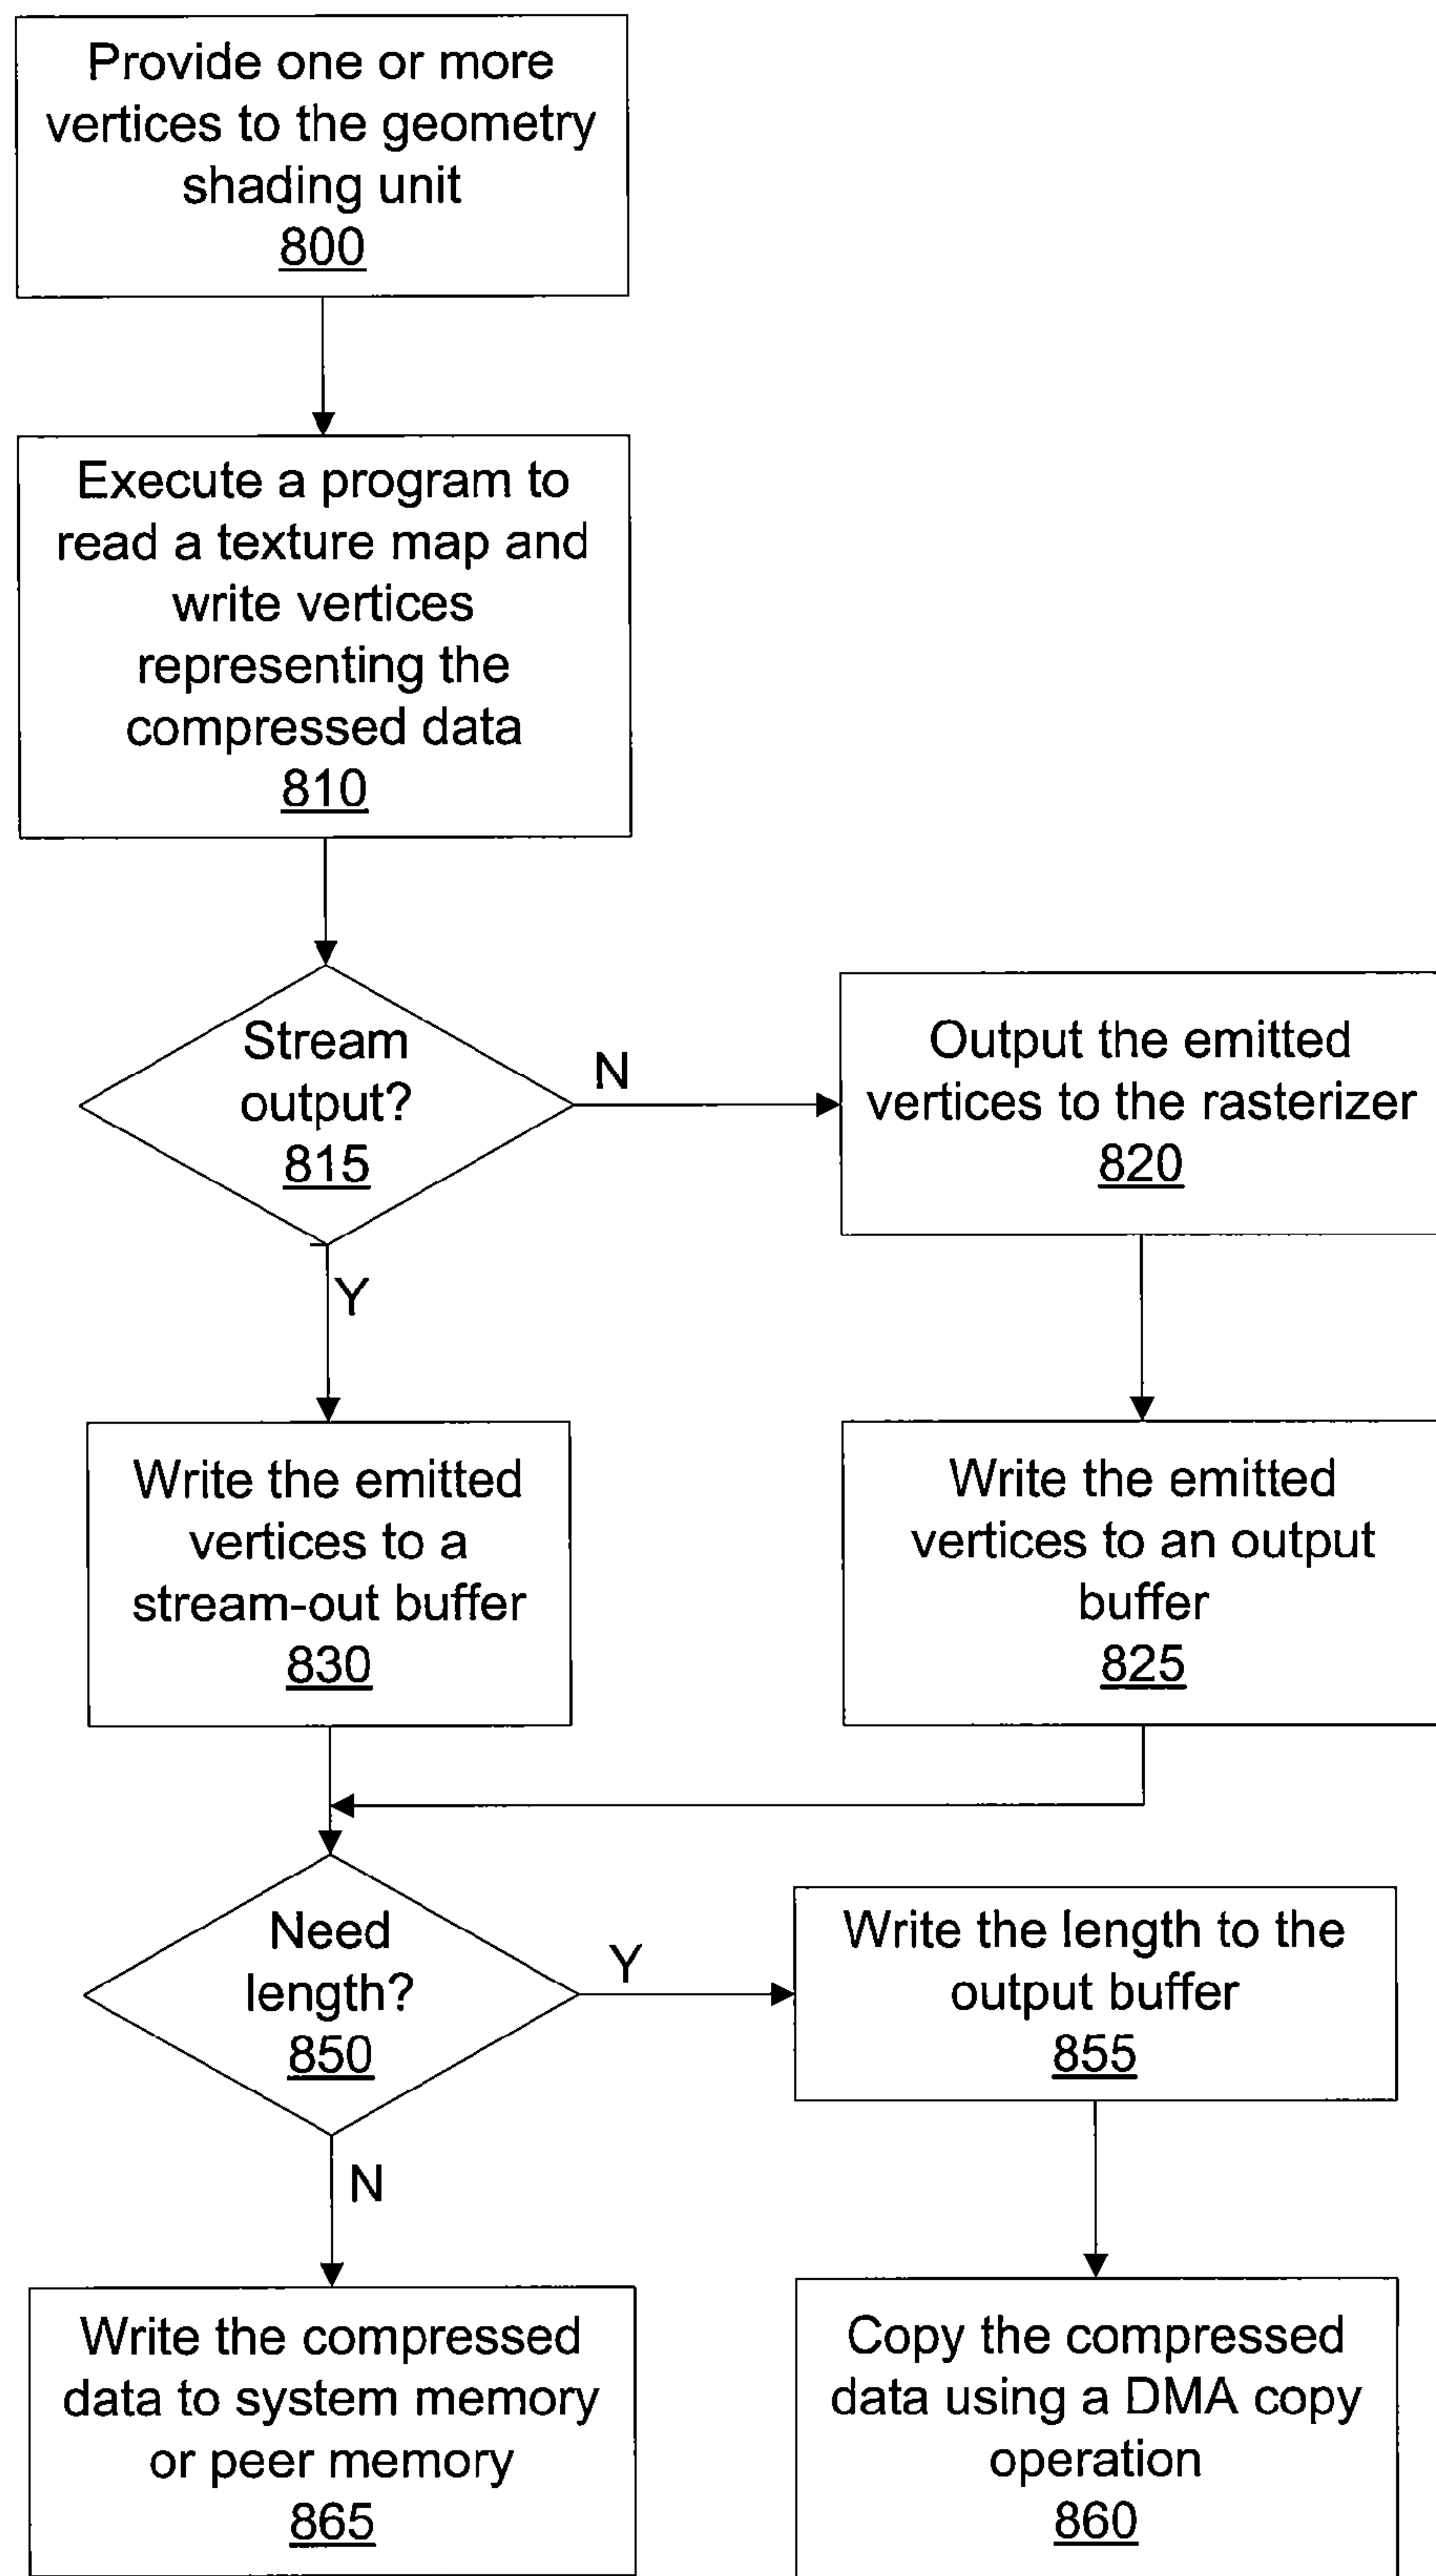 Provide one or more
vertices to the geometry
shading unit
800
Execute a program to
read a texture map and
write vertices
representing the
compressed data
810
Stream
output?
815
N
Output the emitted
vertices to the rasterizer
820
Y
Write the emitted
vertices to a
stream-out buffer
830
Write the emitted
vertices to an output
buffer
825
Need
length?
850
Y
Write the length to the
output buffer
855
N
Write the compressed
data to system memory
or peer memory
865
Copy the compressed
data using a DMA copy
operation
860